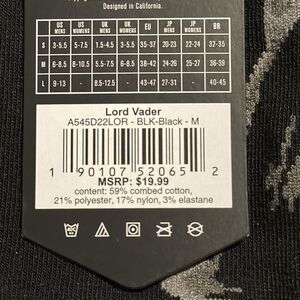 Designed in California.
US MENS US WOMENS UK MENS UK WOMENS EU JP MENS JP WOMENS BR
S 3-5.5 5-7.5 1.5-4.5 3-5.5 35-37 20-23 22-24 32-35
M 6-8.5 8-10.5 5.5-7.5 6-8 38-42 24-26 25-27 36-39
L 9-13 - 8.5-12.5 - 43-47 27-31 - 40-45
Lord Vader
A545D22LOR - BLK-Black - M
1 90107 52065 2
MSRP: $19.99
content: 59% combed cotton,
21% polyester, 17% nylon, 3% elastane